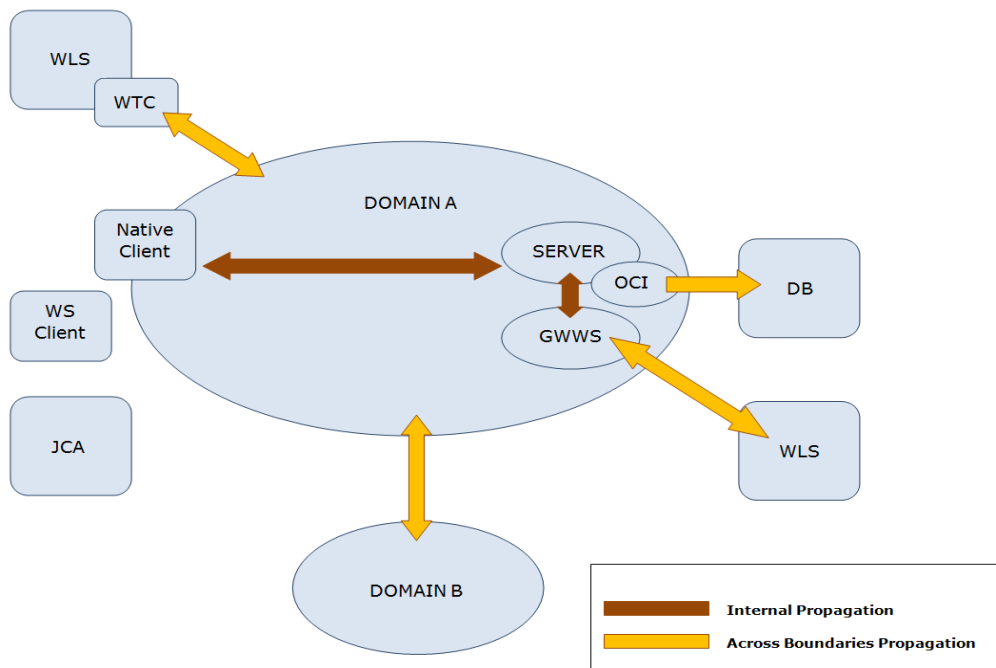 WLS
WTC
DOMAIN A
Native
Client
SERVER
OCI
DB
WS
Client
GWWS
JCA
WLS
DOMAIN B
Internal Propagation
Across Boundaries Propagation